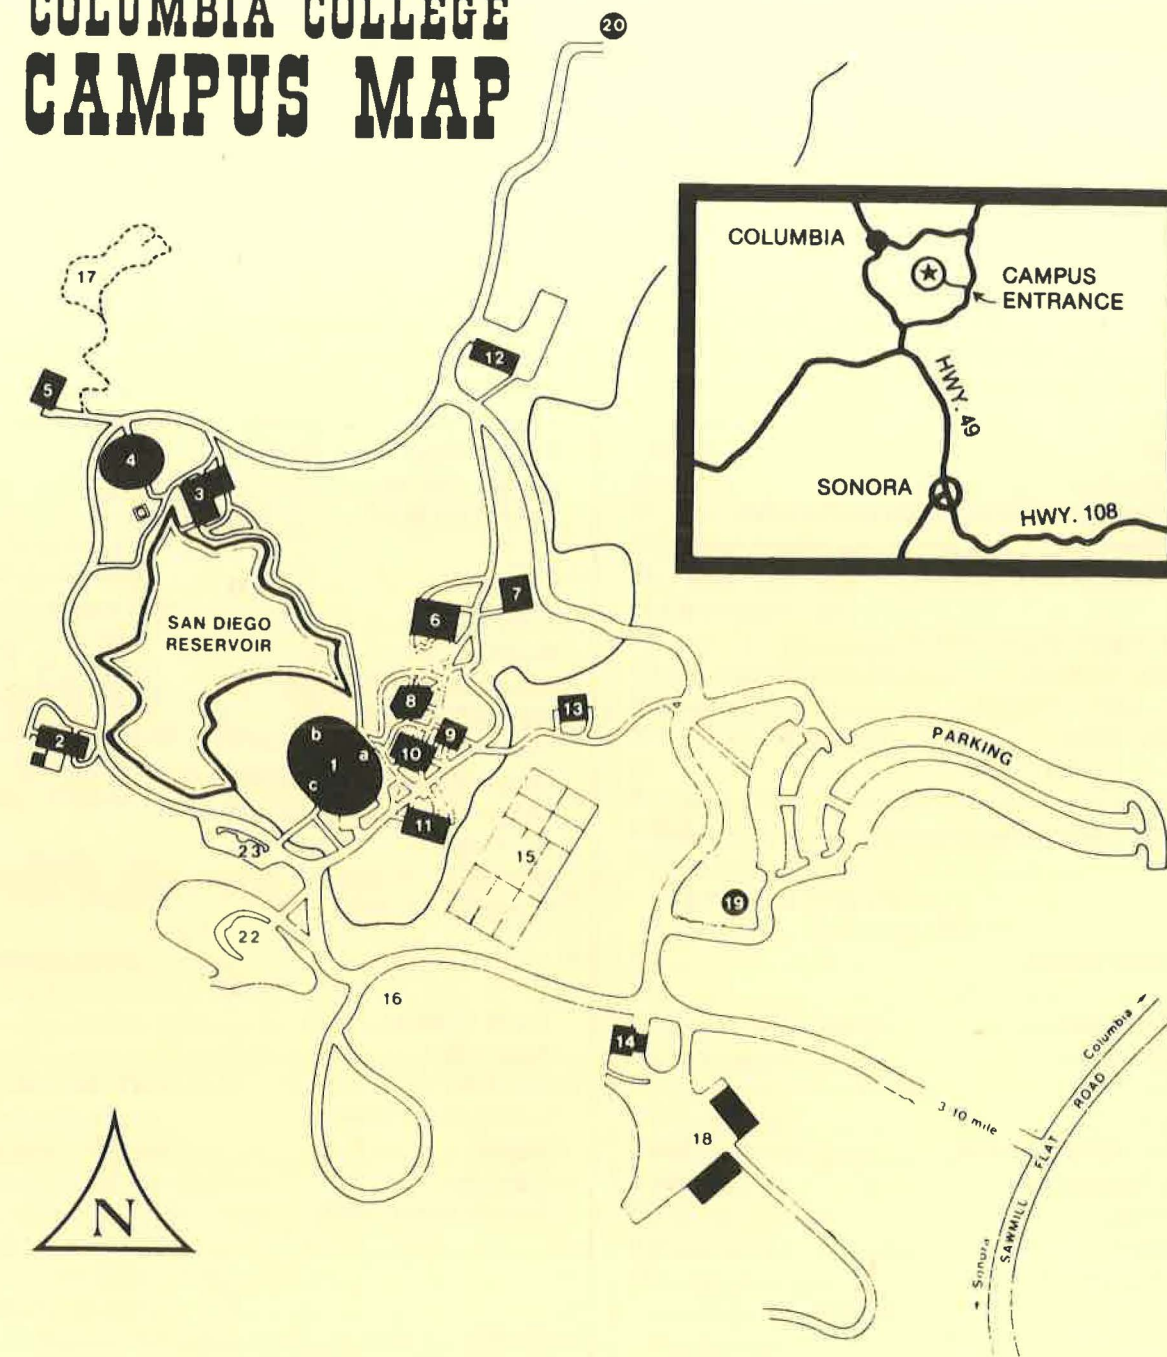 COLUMBIA COLLEGE
CAMPUS MAP
20
COLUMBIA
CAMPUS
ENTRANCE
HWY. 49
SONORA
HWY. 108
17
12
5
4
3
SAN DIEGO
RESERVOIR
7
6
8
13
2
b
9
1
a
10
c
11
PARKING
23
15
19
22
16
14
18
3/10 mile
Columbia
SAWMILL FLAT ROAD
Sonora
N